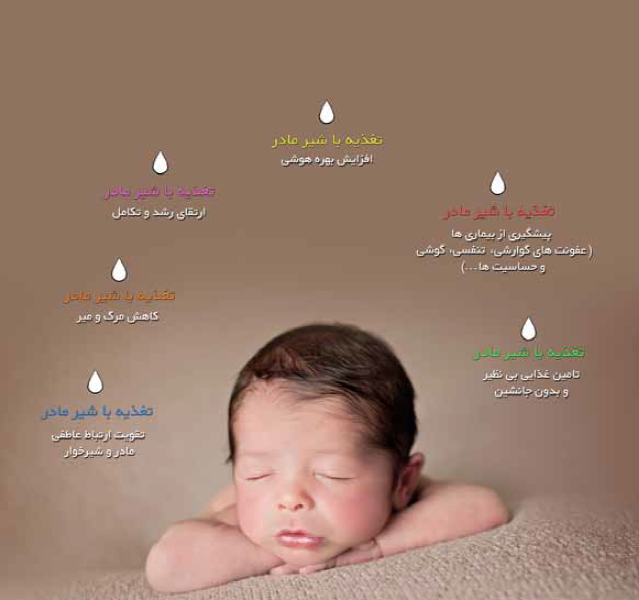 تغذیه با شیر مادر
افزایش بهره هوشی
تغذیه با شیر مادر
پیشگیری از بیماری ها
( عفونت های گوارشی، تنفسی، گوشی
و حساسیت ها...)
تغذیه با شیر مادر
تامین غذایی بی نظیر
و بدون جانشین
تغذیه با شیر مادر
ارتقای رشد و تکامل
تغذیه با شیر مادر
کاهش مرگ و میر
تغذیه با شیر مادر
تقویت ارتباط عاطفی
مادر و شیرخوار